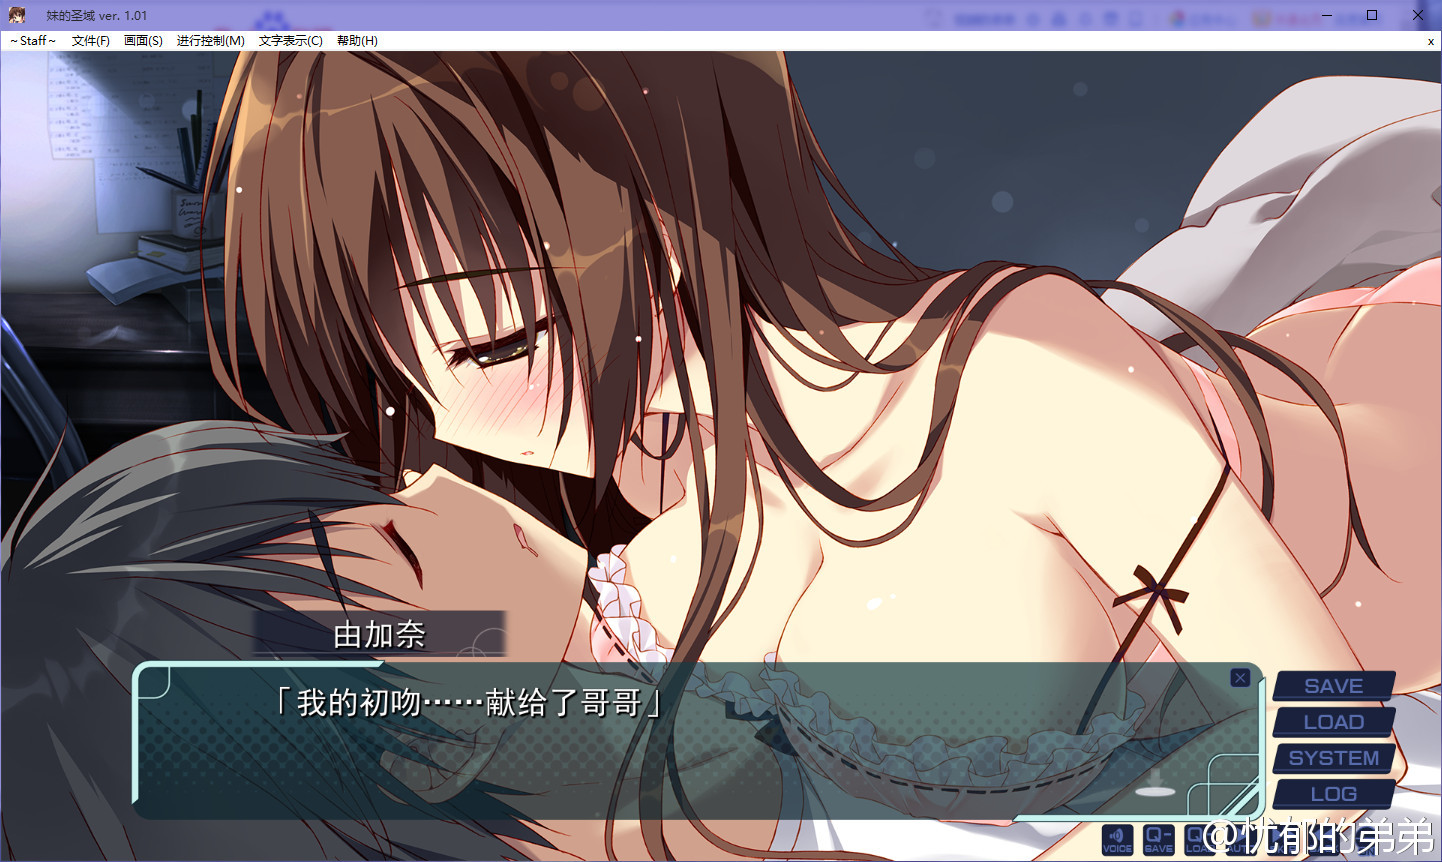 妹的圣域 ver. 1.01
~Staff~ 文件(F) 画面(S) 进行控制(M) 文字表示(C) 帮助(H) x
由加奈
「我的初吻……献给了哥哥」
SAVE
LOAD
SYSTEM
LOG
VOICE Q-SAVE
@忧郁的弟弟